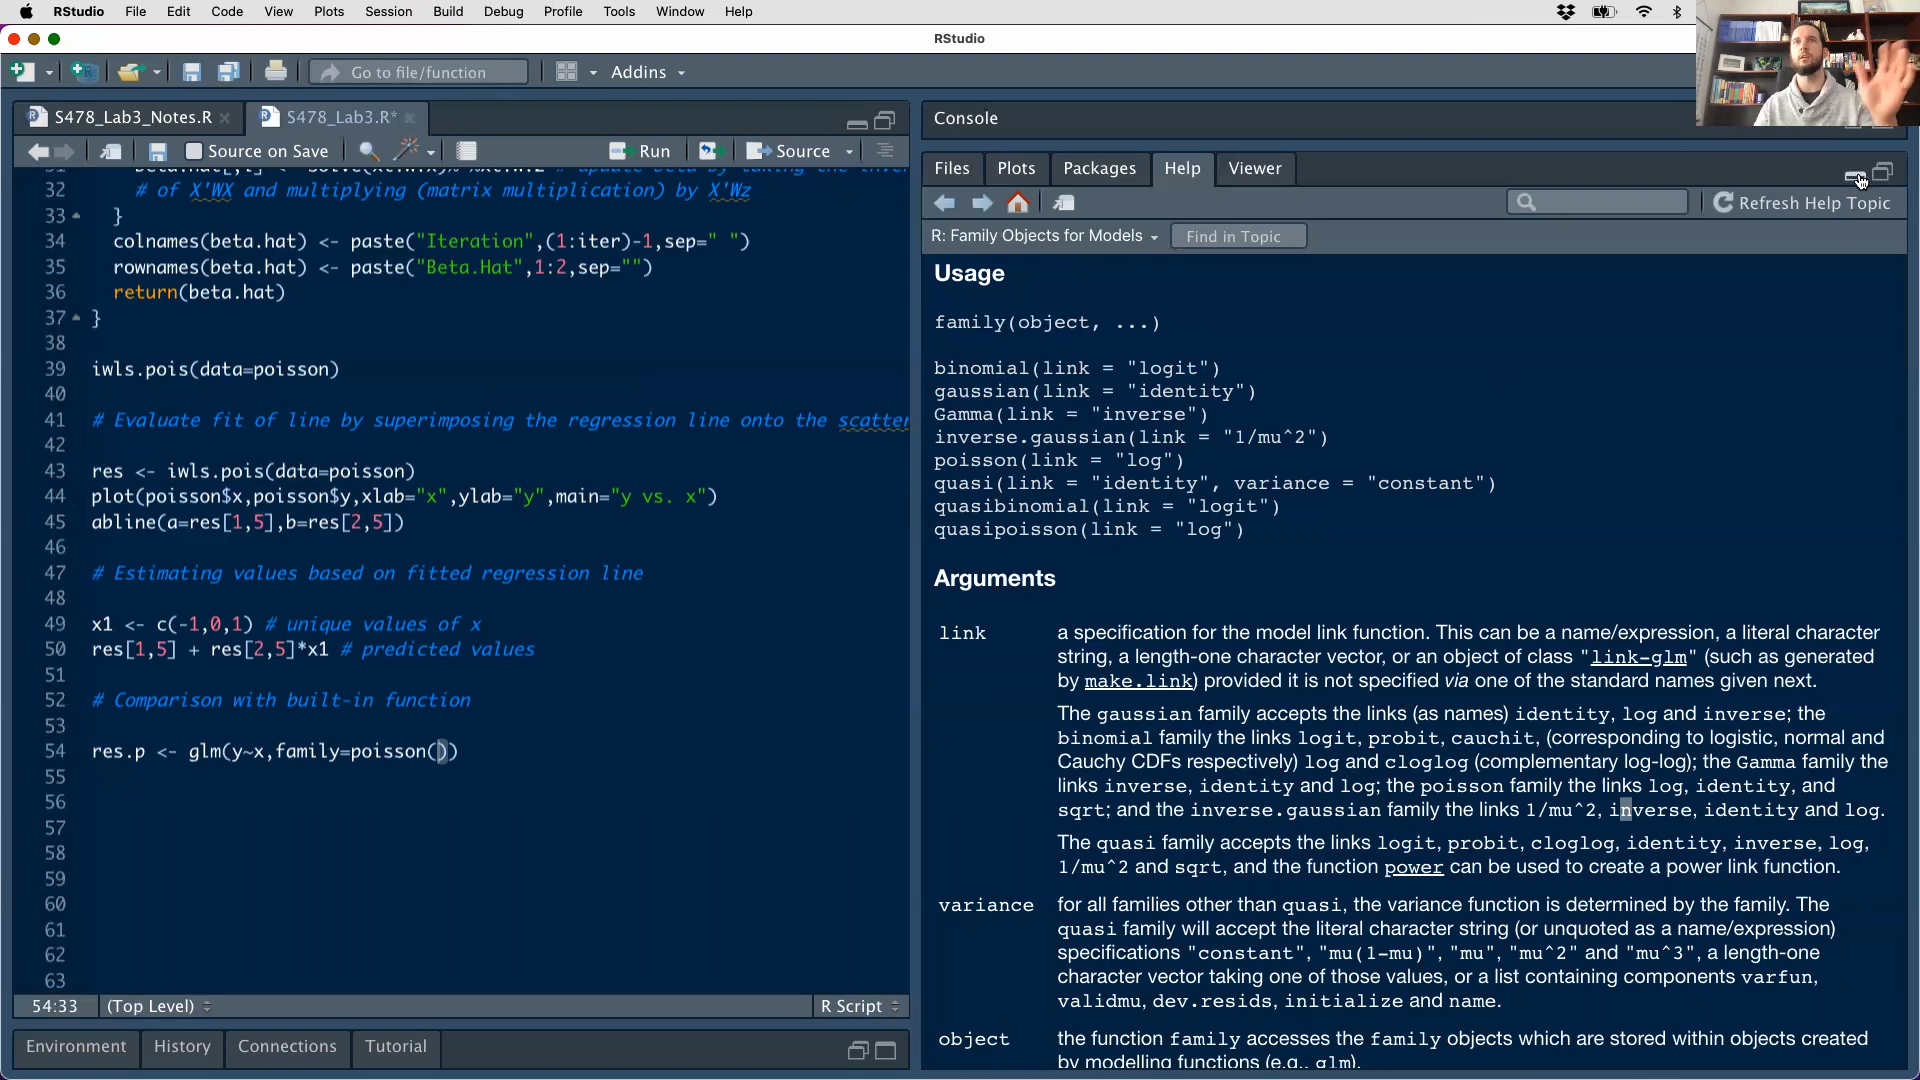 RStudio File Edit Code View Plots Session Build Debug Profile Tools Window Help
RStudio
Go to file/function Addins
S478_Lab3_Notes.R S478_Lab3.R*
Source on Save Run Source
32 # of X'WX and multiplying (matrix multiplication) by X'Wz
33 }
34 colnames(beta.hat) <- paste("Iteration",(1:iter)-1,sep=" ")
35 rownames(beta.hat) <- paste("Beta.Hat",1:2,sep="")
36 return(beta.hat)
37 }
38
39 iwls.pois(data=poisson)
40
41 # Evaluate fit of line by superimposing the regression line onto the scatter
42
43 res <- iwls.pois(data=poisson)
44 plot(poisson$x,poisson$y,xlab="x",ylab="y",main="y vs. x")
45 abline(a=res[1,5],b=res[2,5])
46
47 # Estimating values based on fitted regression line
48
49 x1 <- c(-1,0,1) # unique values of x
50 res[1,5] + res[2,5]*x1 # predicted values
51
52 # Comparison with built-in function
53
54 res.p <- glm(y~x,family=poisson())
55
56
57
58
59
60
61
62
63
54:33 (Top Level) R Script
Environment History Connections Tutorial
Console
Files Plots Packages Help Viewer
Refresh Help Topic
R: Family Objects for Models Find in Topic
Usage
family(object, ...)
binomial(link = "logit")
gaussian(link = "identity")
Gamma(link = "inverse")
inverse.gaussian(link = "1/mu^2")
poisson(link = "log")
quasi(link = "identity", variance = "constant")
quasibinomial(link = "logit")
quasipoisson(link = "log")
Arguments
link a specification for the model link function. This can be a name/expression, a literal character
string, a length-one character vector, or an object of class "link-glm" (such as generated
by make.link) provided it is not specified via one of the standard names given next.
The gaussian family accepts the links (as names) identity, log and inverse; the
binomial family the links logit, probit, cauchit, (corresponding to logistic, normal and
Cauchy CDFs respectively) log and cloglog (complementary log-log); the Gamma family the
links inverse, identity and log; the poisson family the links log, identity, and
sqrt; and the inverse.gaussian family the links 1/mu^2, inverse, identity and log.
The quasi family accepts the links logit, probit, cloglog, identity, inverse, log,
1/mu^2 and sqrt, and the function power can be used to create a power link function.
variance for all families other than quasi, the variance function is determined by the family. The
quasi family will accept the literal character string (or unquoted as a name/expression)
specifications "constant", "mu(1-mu)", "mu", "mu^2" and "mu^3", a length-one
character vector taking one of those values, or a list containing components varfun,
validmu, dev.resids, initialize and name.
object the function family accesses the family objects which are stored within objects created
by modelling functions (e.g., glm).